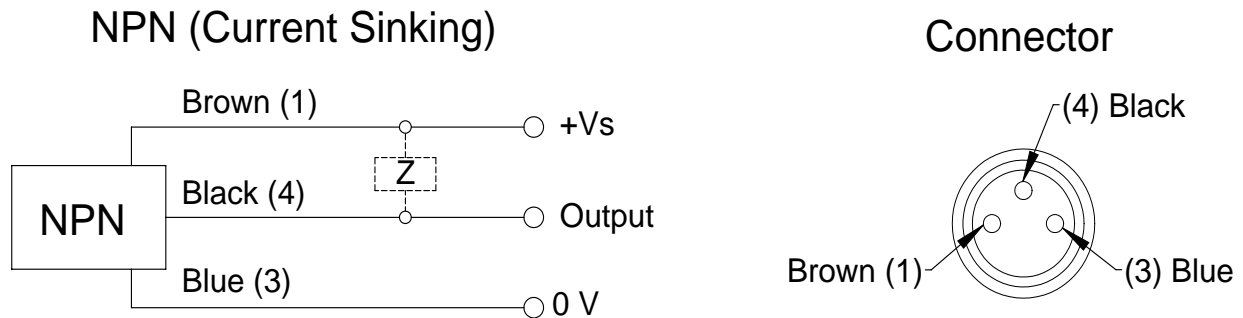 NPN (Current Sinking)
Brown (1)
+Vs
Z
NPN
Black (4)
Output
Blue (3)
0 V
Connector
(4) Black
Brown (1)
(3) Blue